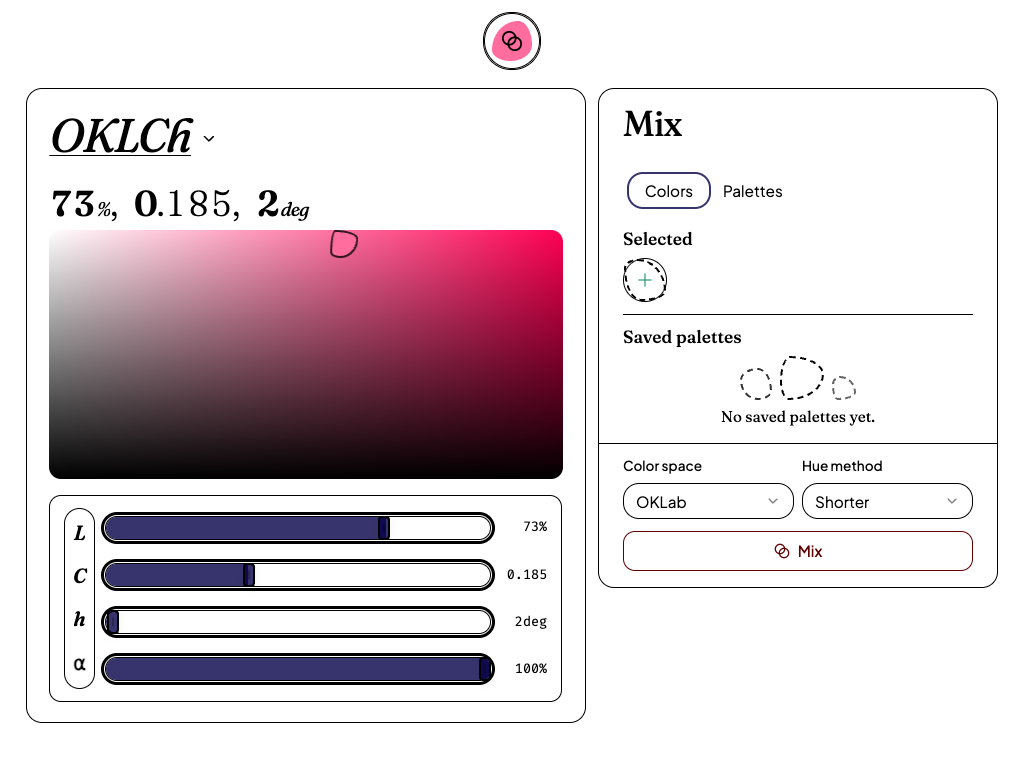 OKLCh
73%, 0.185, 2deg
L 73%
C 0.185
h 2deg
α 100%
Mix
Colors Palettes
Selected
Saved palettes
No saved palettes yet.
Color space Hue method
OKLab Shorter
Mix